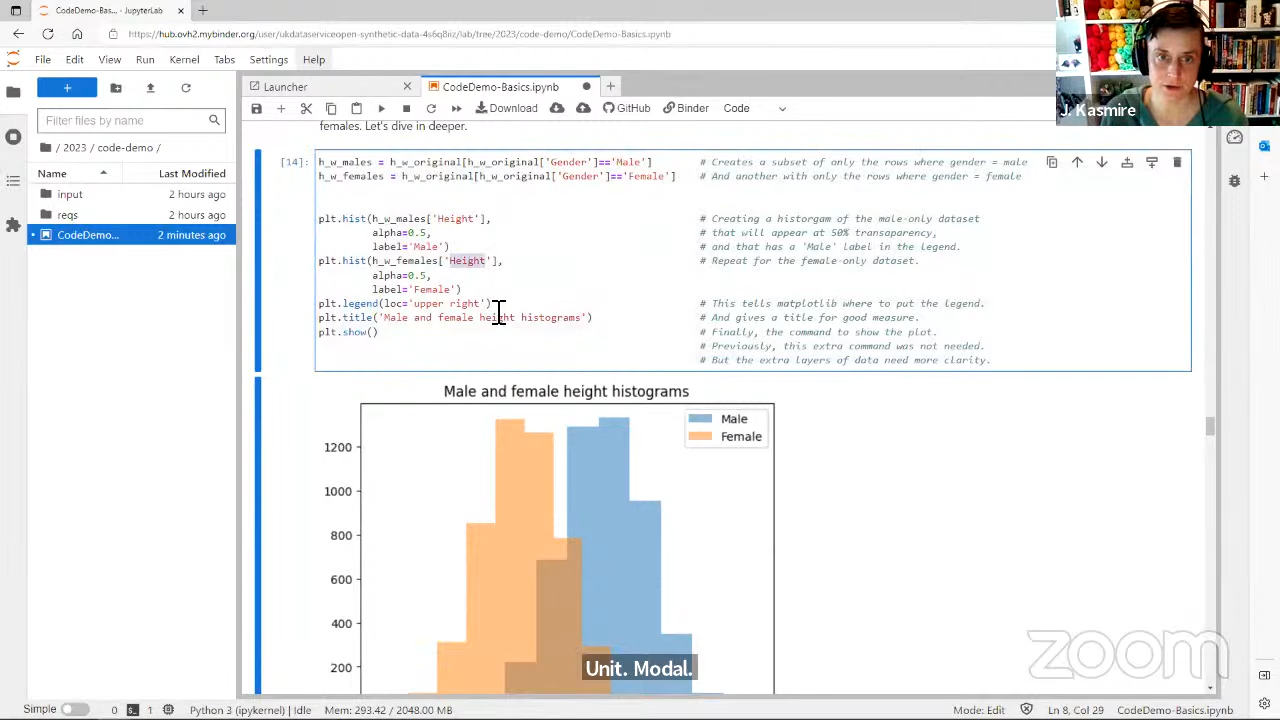 CodeDemo-Bas... - JupyterLab
https://hub.ovh2.mybinder.org/user/ukdataserviceopen-synthetic-data-4s6q8riz/lab/tree/2023/code-demo/CodeDemo-Basics.ipynb
File Edit View Run Kernel Tabs Settings Help
Launcher
CodeDemo-Basics.ipynb
Download
GitHub
Binder
Code
J. Kasmire
Filter files by name
/ 2023 / code-demo /
Name Last Modified
input 2 hours ago
reqs 2 hours ago
CodeDemo... 2 minutes ago
females. Let's dive in deeper.
[14]: h_w_males = h_w_original[h_w_original['Gender']=='Male'] # Creates a subset of only the rows where gender = male
h_w_females = h_w_original[h_w_original['Gender']=='Female'] # And another with only the rows where gender = female
plt.hist(h_w_males['Height'], # Creating a historgam of the male-only dataset
alpha=0.5, # that will appear at 50% transaparency,
label='Male') # and that has a 'Male' label in the legend.
plt.hist(h_w_females['Height'], # Repeat for the female-only dataset.
alpha=0.5,
label='Female')
plt.legend(loc='upper right') # This tells matplotlib where to put the legend.
plt.title('Male and female height histograms') # And gives a title for good measure.
plt.show() # Finally, the command to show the plot.
# Previously, this extra command was not needed.
# But the extra layers of data need more clarity.
Male and female height histograms
Male
Female
1200
1000
800
600
400
200
Unit. Modal.
zoom
Simple
0
1
Python 3 (ipykernel) | Idle
Mem: 293.42 / 2048.00 MB
Mode: Edit
Ln 8, Col 29
CodeDemo-Basics.ipynb